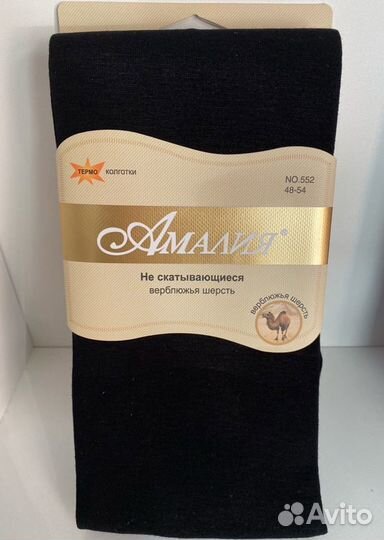 ТЕРМО КОЛГОТКИ
NO.552
48-54
АМАЛИЯ®
Не скатывающиеся
верблюжья шерсть
верблюжья шерсть
Avito